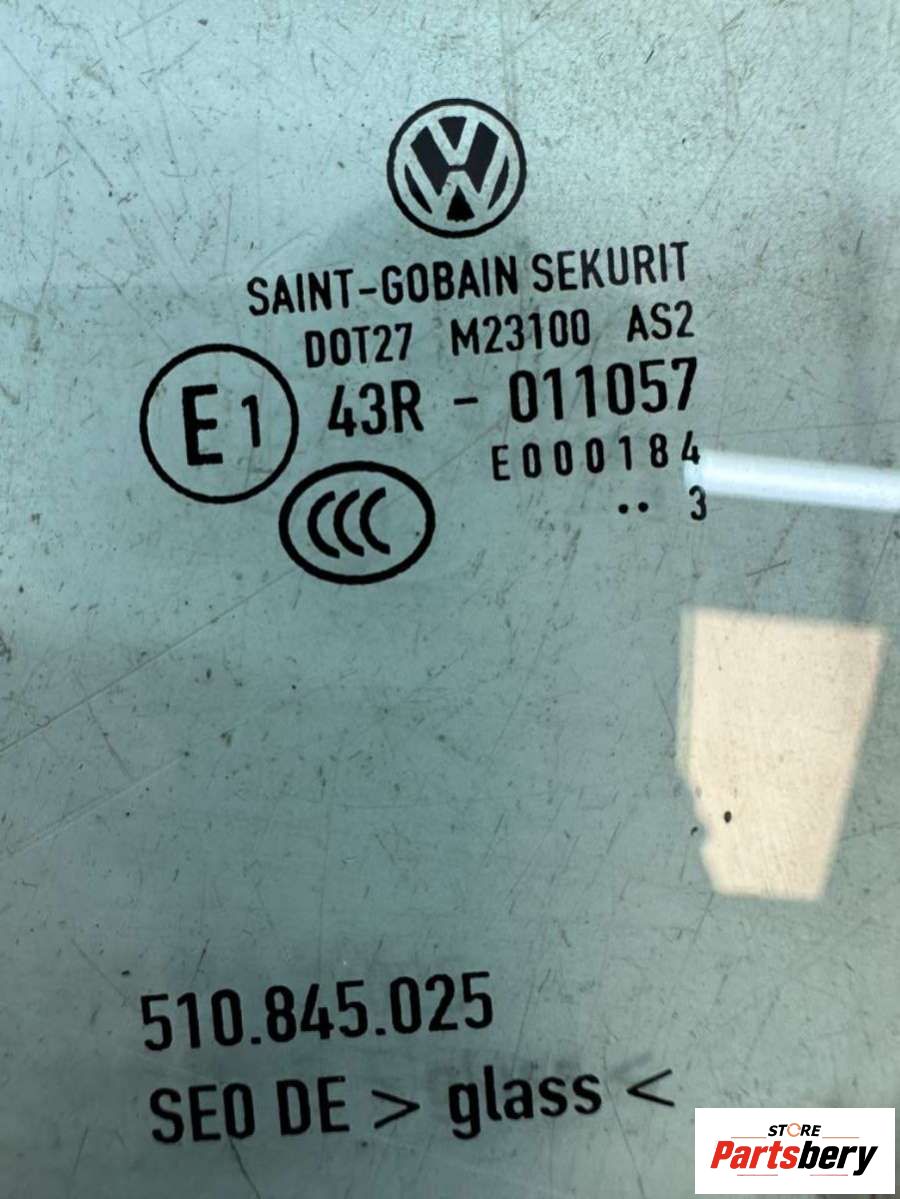 SAINT-GOBAIN SEKURIT
DOT27 M23100 AS2
E1 43R - 011057
E000184
.. 3
CCC
510.845.025
SEO DE > glass <
STORE
Partsbery